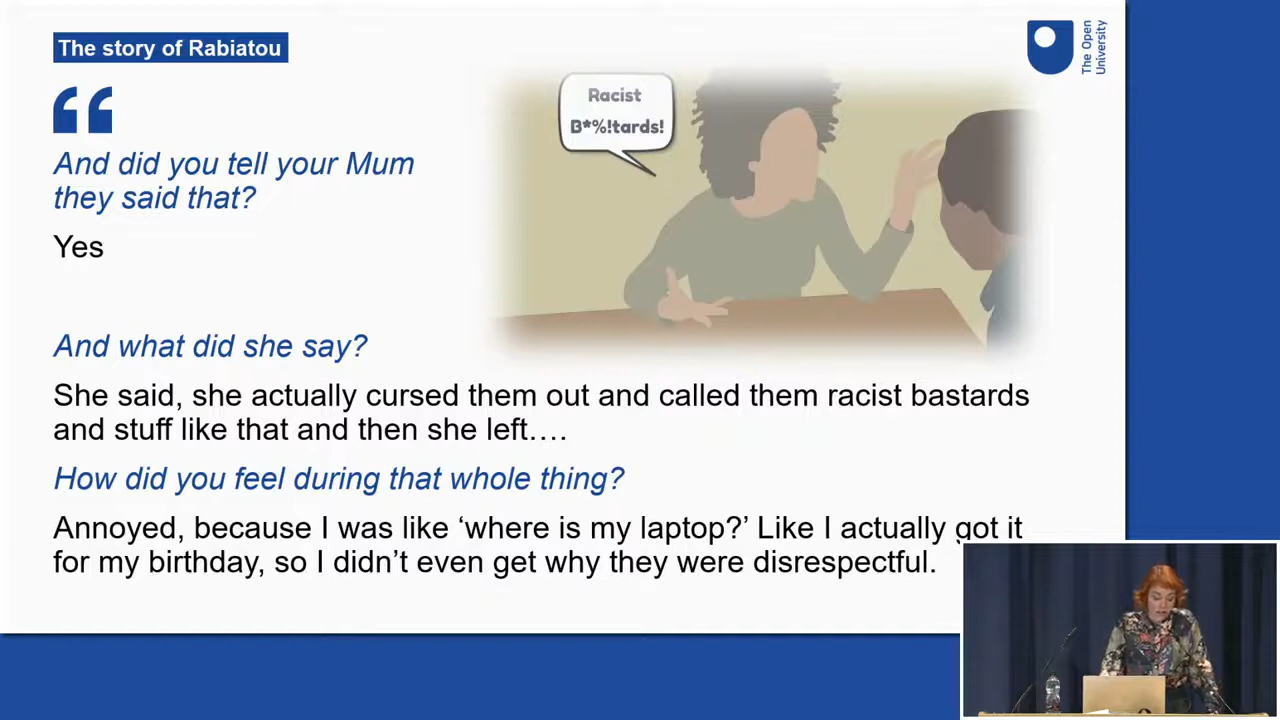 The story of Rabiatou
The Open
University
“
Racist
B*%!tards!
And did you tell your Mum
they said that?
Yes
And what did she say?
She said, she actually cursed them out and called them racist bastards
and stuff like that and then she left….
How did you feel during that whole thing?
Annoyed, because I was like ‘where is my laptop?’ Like I actually got it
for my birthday, so I didn’t even get why they were disrespectful.